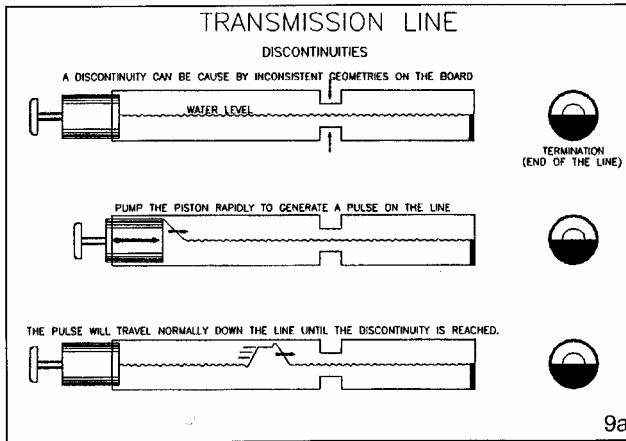 TRANSMISSION LINE
DISCONTINUITIES
A DISCONTINUITY CAN BE CAUSE BY INCONSISTENT GEOMETRIES ON THE BOARD
WATER LEVEL
TERMINATION
(END OF THE LINE)
PUMP THE PISTON RAPIDLY TO GENERATE A PULSE ON THE LINE
THE PULSE WILL TRAVEL NORMALLY DOWN THE LINE UNTIL THE DISCONTINUITY IS REACHED.
9a